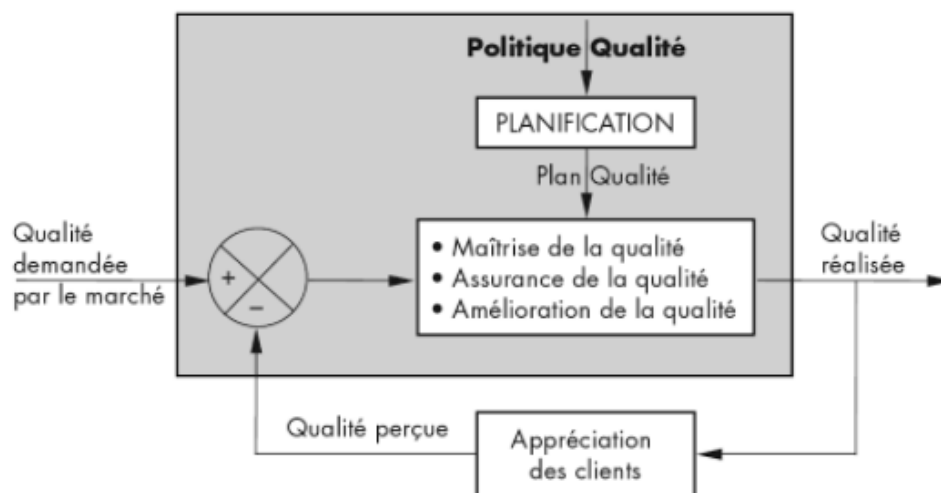 Politique Qualité
PLANIFICATION
Plan Qualité
Qualité
demandée
par le marché
+
−
• Maîtrise de la qualité
• Assurance de la qualité
• Amélioration de la qualité
Qualité
réalisée
Qualité perçue
Appréciation
des clients